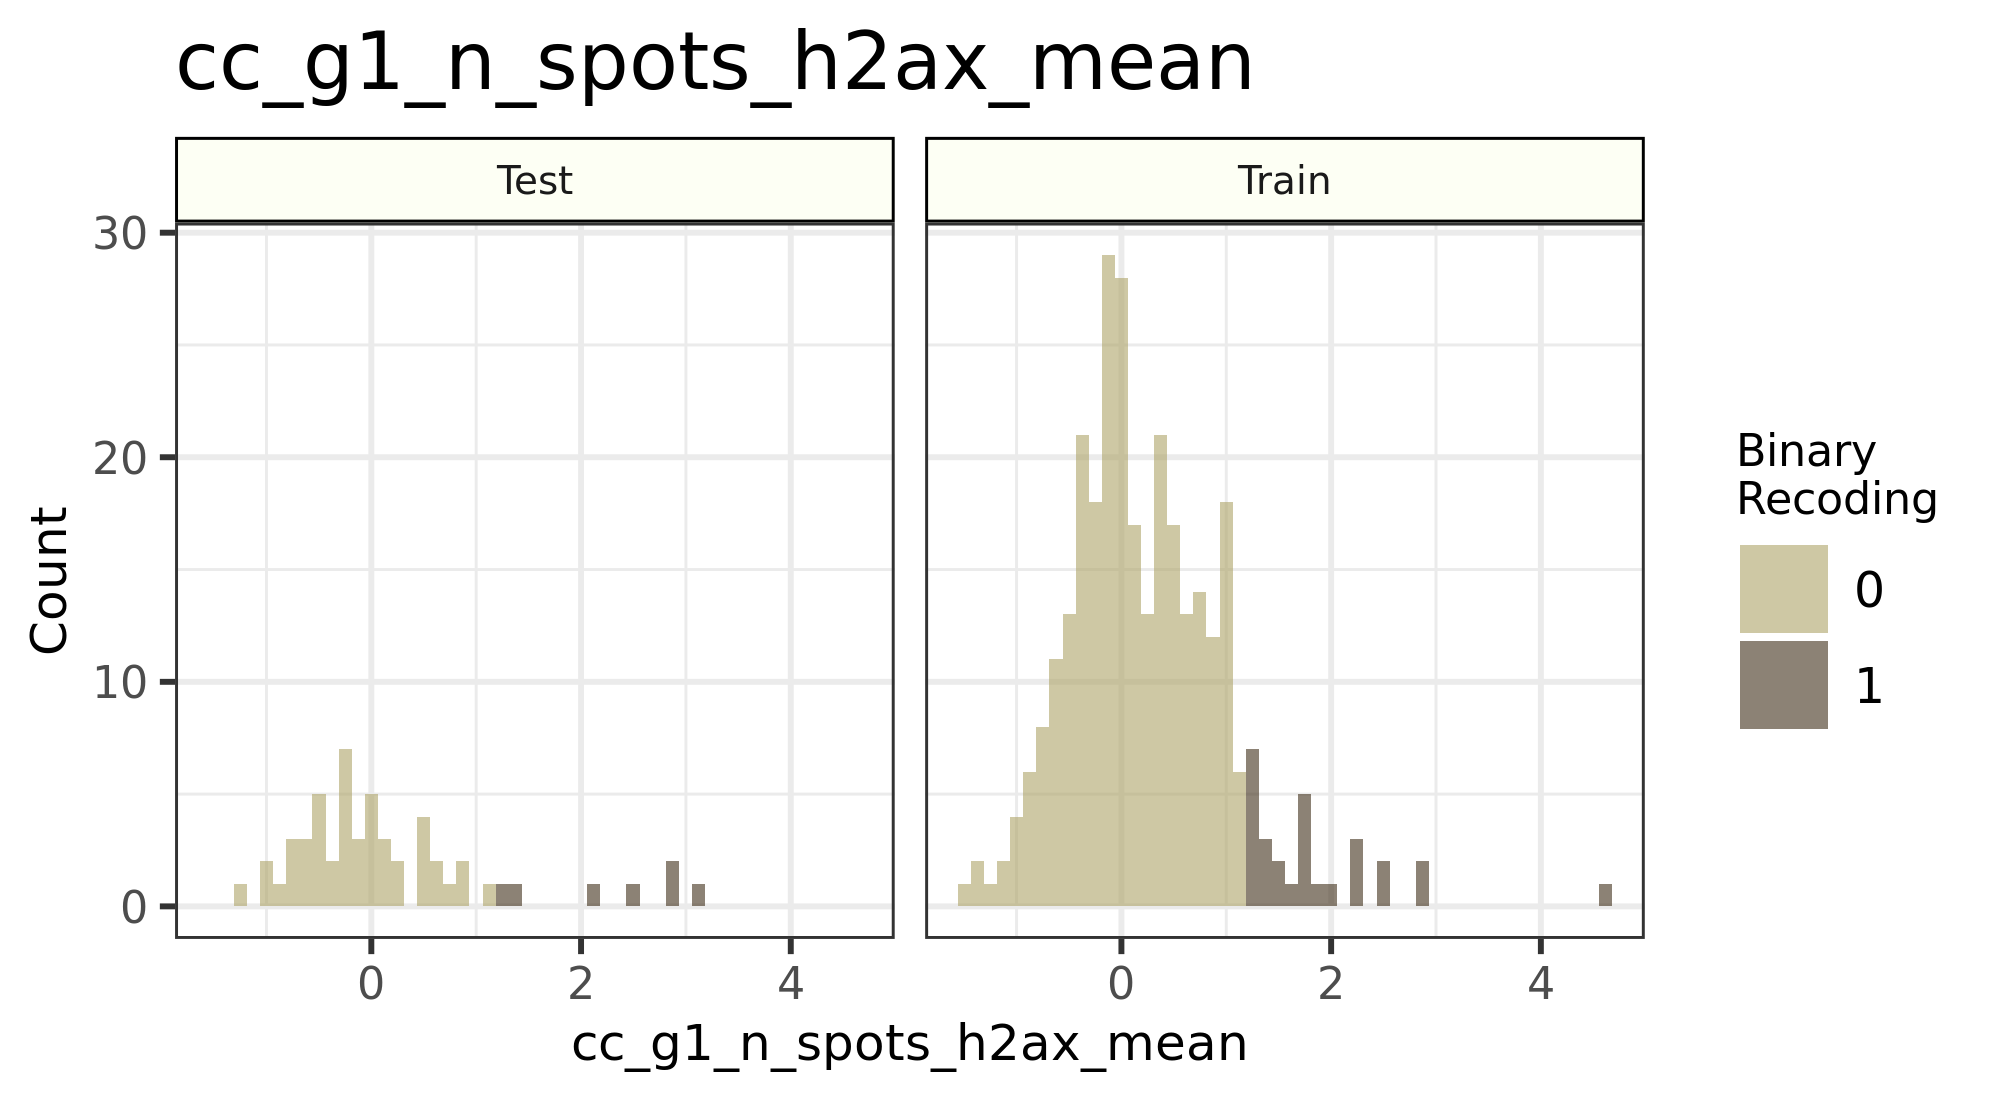 cc_g1_n_spots_h2ax_mean
Test
Train
30
20
10
0
Count
0
2
4
0
2
4
cc_g1_n_spots_h2ax_mean
Binary
Recoding
0
1